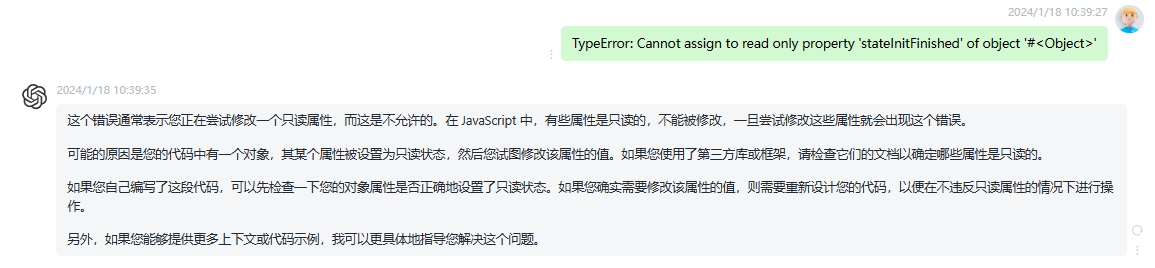 2024/1/18 10:39:27
TypeError: Cannot assign to read only property 'stateInitFinished' of object '#<Object>'
2024/1/18 10:39:35
这个错误通常表示您正在尝试修改一个只读属性，而这是不允许的。在 JavaScript 中，有些属性是只读的，不能被修改，一旦尝试修改这些属性就会出现这个错误。
可能的原因是您的代码中有一个对象，其某个属性被设置为只读状态，然后您试图修改该属性的值。如果您使用了第三方库或框架，请检查它们的文档以确定哪些属性是只读的。
如果您自己编写了这段代码，可以先检查一下您的对象属性是否正确地设置了只读状态。如果您确实需要修改该属性的值，则需要重新设计您的代码，以便在不违反只读属性的情况下进行操
作。
另外，如果您能够提供更多上下文或代码示例，我可以更具体地指导您解决这个问题。